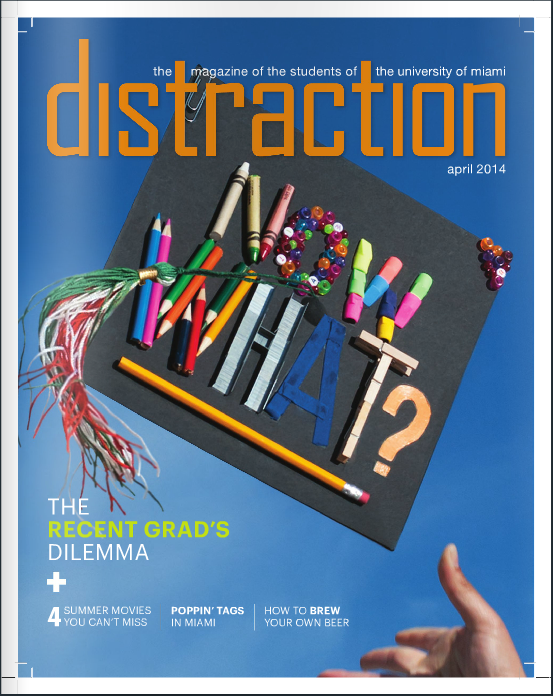 the magazine of the students of the university of miami
distraction
april 2014
NOW
WHAT?
THE
RECENT GRAD'S
DILEMMA
+
4 SUMMER MOVIES
YOU CAN'T MISS
POPPIN' TAGS
IN MIAMI
HOW TO BREW
YOUR OWN BEER